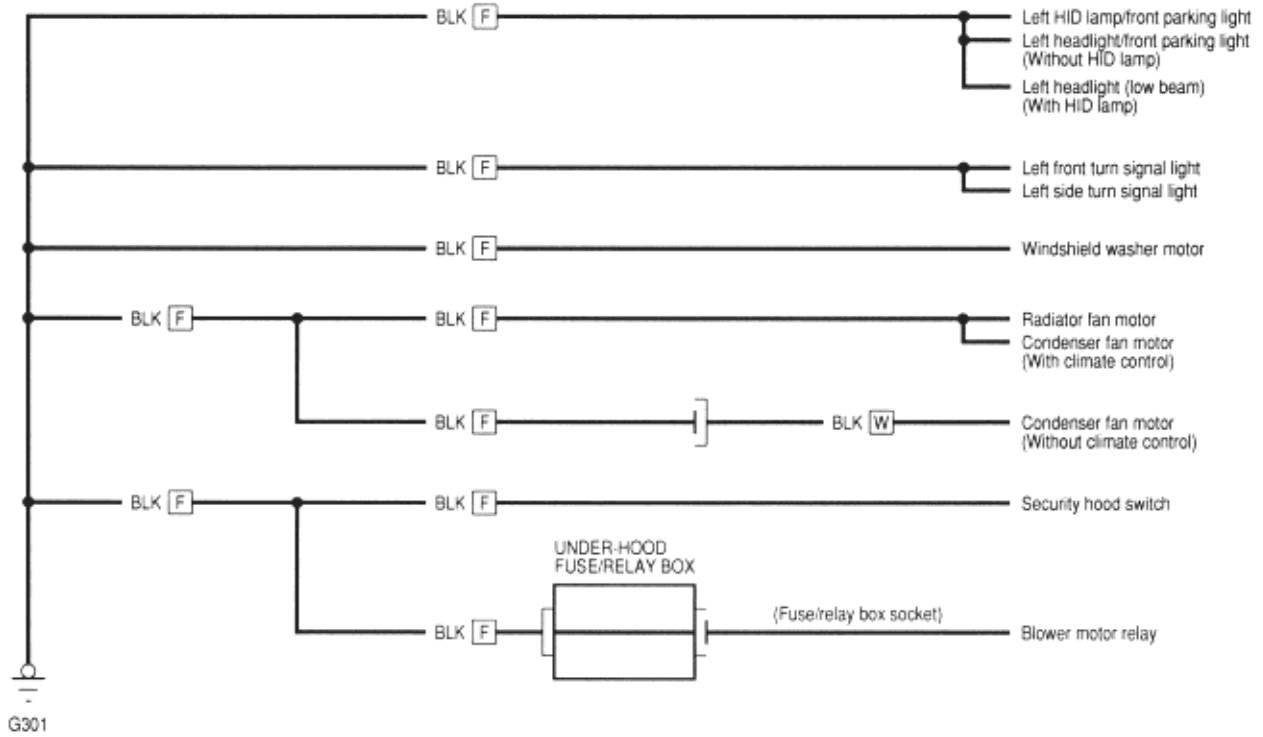 BLK F
Left HID lamp/front parking light
Left headlight/front parking light
(Without HID lamp)
Left headlight (low beam)
(With HID lamp)
BLK F
Left front turn signal light
Left side turn signal light
BLK F
Windshield washer motor
BLK F
BLK F
Radiator fan motor
Condenser fan motor
(With climate control)
BLK F
BLK W
Condenser fan motor
(Without climate control)
BLK F
BLK F
Security hood switch
UNDER-HOOD
FUSE/RELAY BOX
BLK F
(Fuse/relay box socket)
Blower motor relay
G301